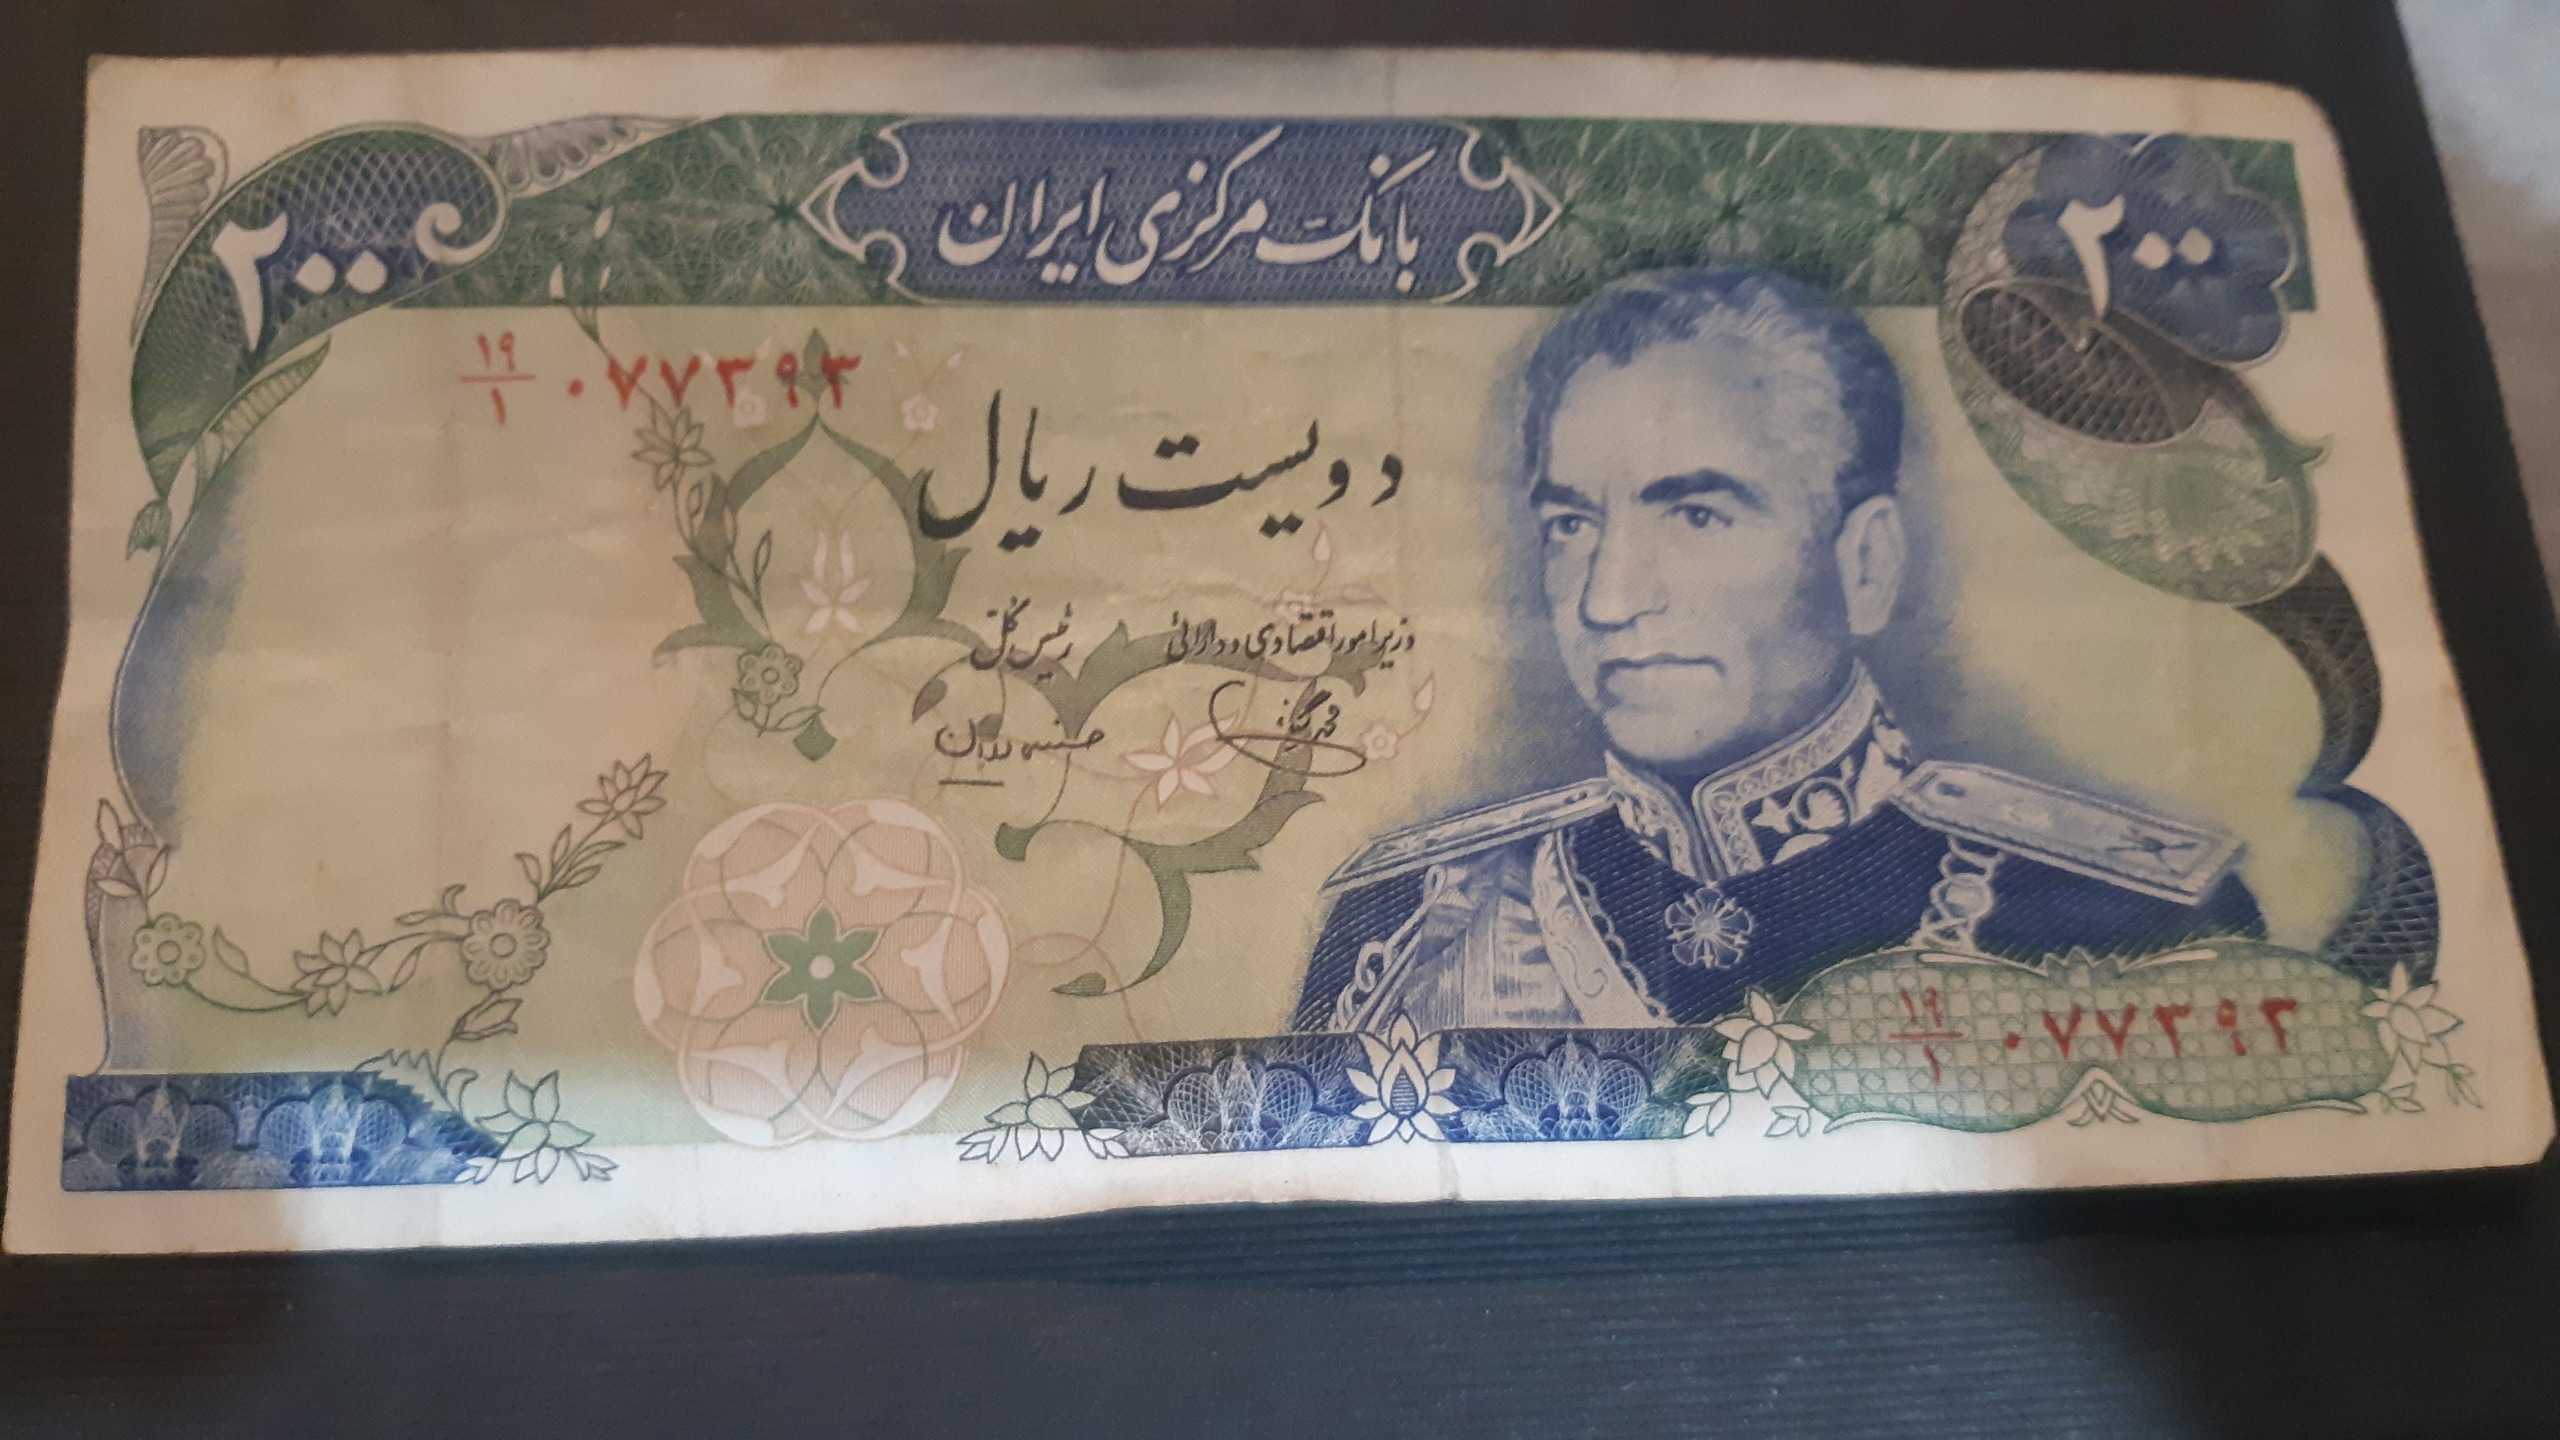 بانک مرکزی ایران
۲۰۰
۲۰۰
۱۹/۱ ۰۷۷۳۹۳
دویست ریال
وزیر امور اقتصادی و دارائی
رئیس کل
۱۹/۱ ۰۷۷۳۹۳